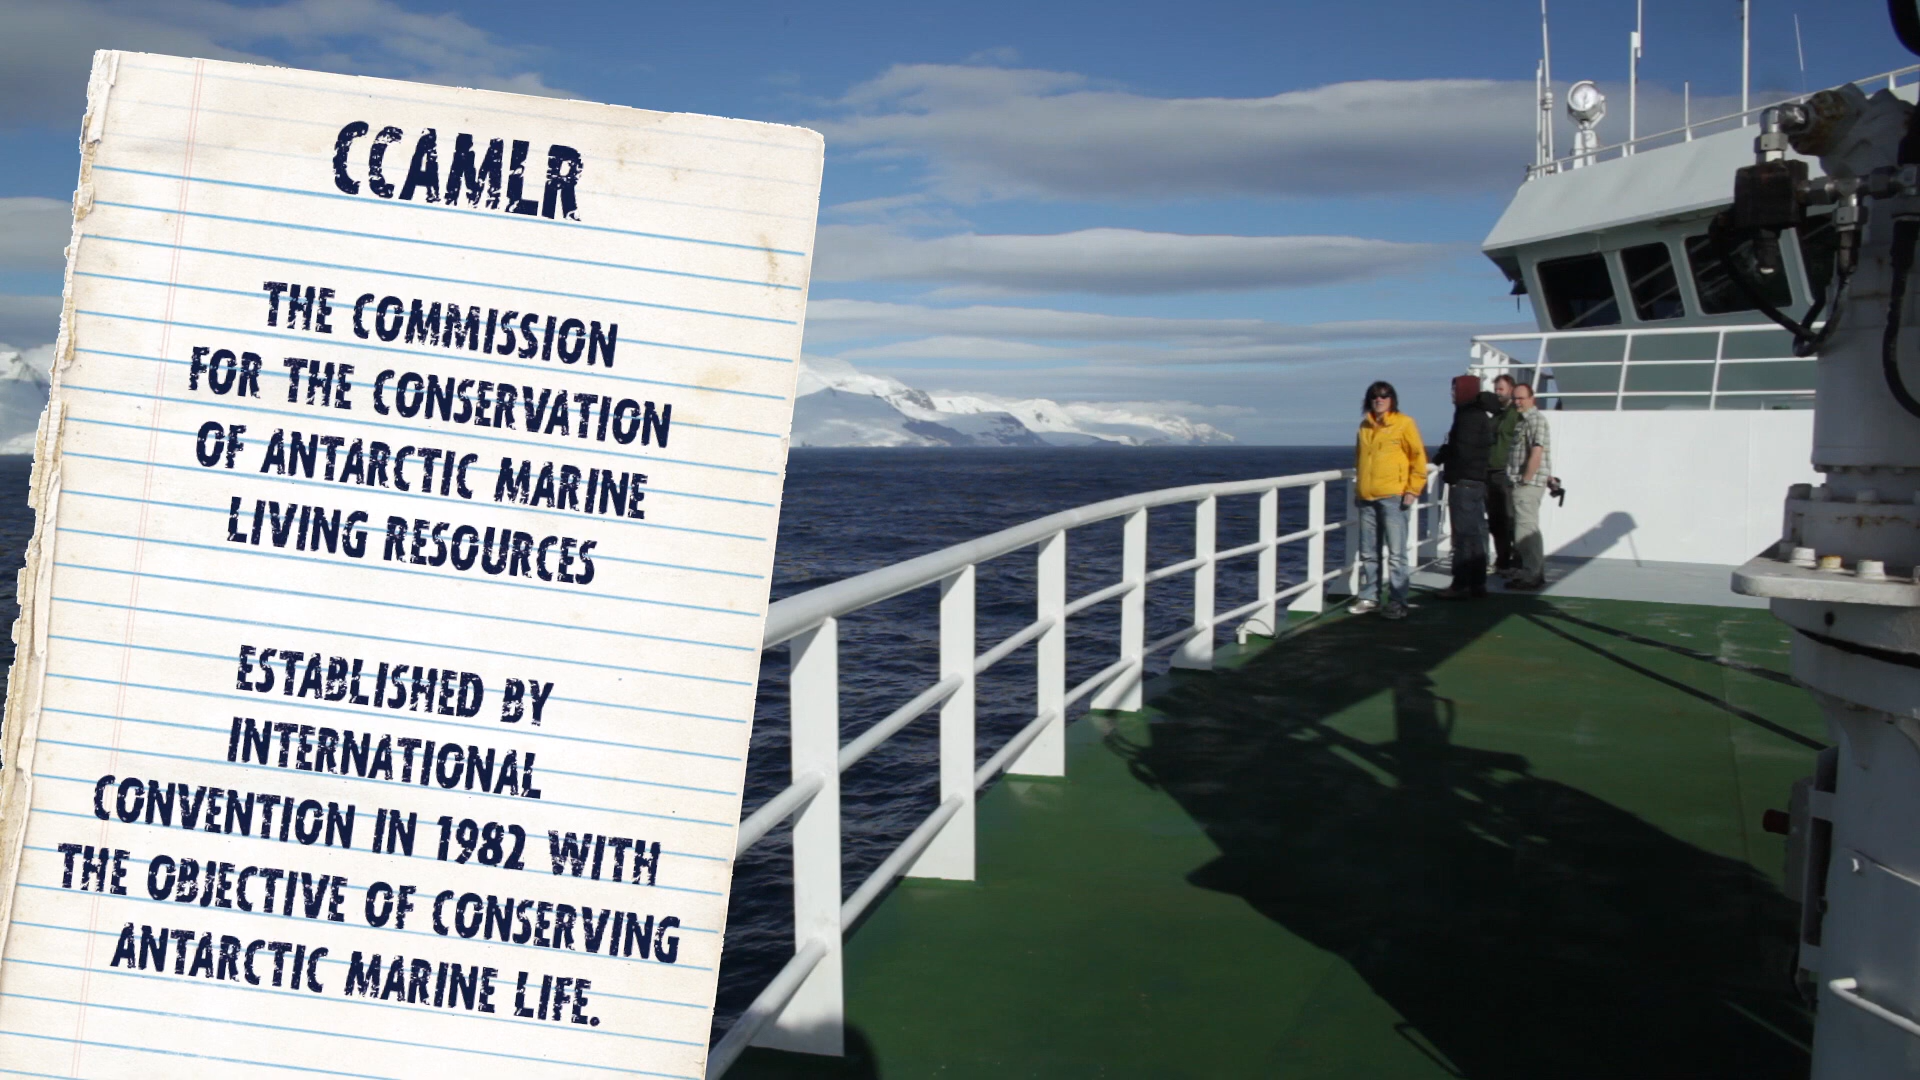 CCAMLR
THE COMMISSION
FOR THE CONSERVATION
OF ANTARCTIC MARINE
LIVING RESOURCES
ESTABLISHED BY
INTERNATIONAL
CONVENTION IN 1982 WITH
THE OBJECTIVE OF CONSERVING
ANTARCTIC MARINE LIFE.